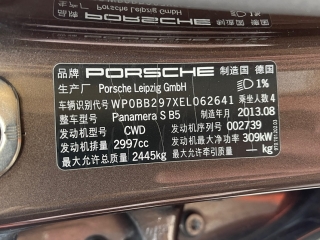 品牌 PORSCHE 制造国 德国
生产厂 Porsche Leipzig GmbH 1%
车辆识别代号 WP0BB297XEL062641 乘坐人数 4
整车型号 Panamera S B5 制造年月 2013.08
发动机型号 CWD 发动机序列号 002739
发动机排量 2997cc 发动机最大净功率 309kW
最大允许总质量 2445kg 最大允许牵引质量 -- kg